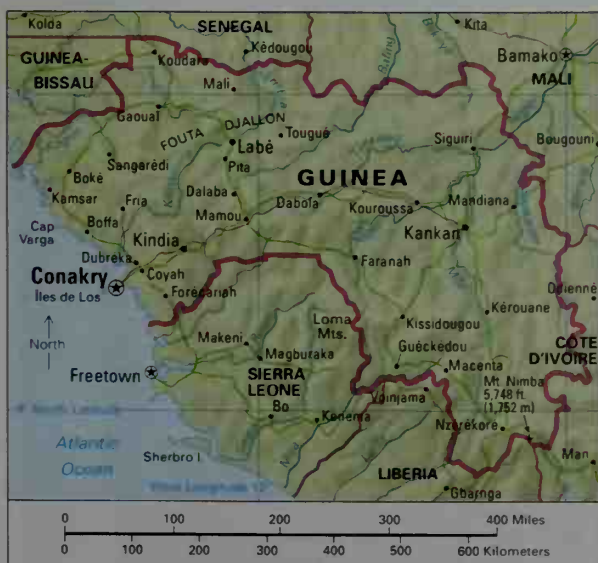 Kolda
SENEGAL
Kita
Kédougou
Bamako
GUINEA-
BISSAU
Koudara
MALI
Mali
Gaoual
FOUTA DJALLON
Tougué
Bougouni
Labé
Siguiri
Sangarédi
Pita
Boké
GUINEA
Kamsar
Fria
Dalaba
Dabola
Kouroussa
Mandiana
Boffa
Mamou
Cap
Varga
Kindia
Kankan
Dubréka
Coyah
Faranah
Conakry
Îles de Los
Forécariah
Odienné
Loma
Mts.
Kissidougou
Kérouane
North
Makeni
Guéckédou
CÔTE
D'IVOIRE
Magburaka
Macenta
Freetown
SIERRA
LEONE
Mt. Nimba
5,748 ft.
(1,752 m)
Voinjama
Bo
Kenema
Nzérékore
Atlantic
Ocean
Sherbro I
Man
LIBERIA
Gbarnga
0 100 200 300 400 Miles
0 100 200 300 400 500 600 Kilometers